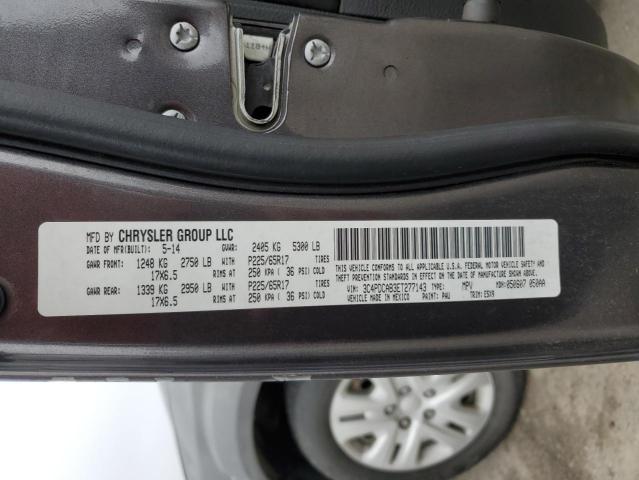 MFD BY CHRYSLER GROUP LLC
DATE OF MFR(BUILT): 5-14 GVWR: 2405 KG 5300 LB
GAWR FRONT: 1248 KG 2750 LB WITH P225/65R17 TIRES
17X6.5 RIMS AT 250 KPA ( 36 PSI) COLD
GAWR REAR: 1339 KG 2950 LB WITH P225/65R17 TIRES
17X6.5 RIMS AT 250 KPA ( 36 PSI) COLD
THIS VEHICLE CONFORMS TO ALL APPLICABLE U.S.A. FEDERAL MOTOR VEHICLE SAFETY, BUMPER, AND
THEFT PREVENTION STANDARDS IN EFFECT ON THE DATE OF MANUFACTURE SHOWN ABOVE.
VIN: 3C4PDCAB3ET277143 TYPE: MPV MDH: 050607 050AA
MADE IN MEXICO PAINT: PAU TRIM: E5X9